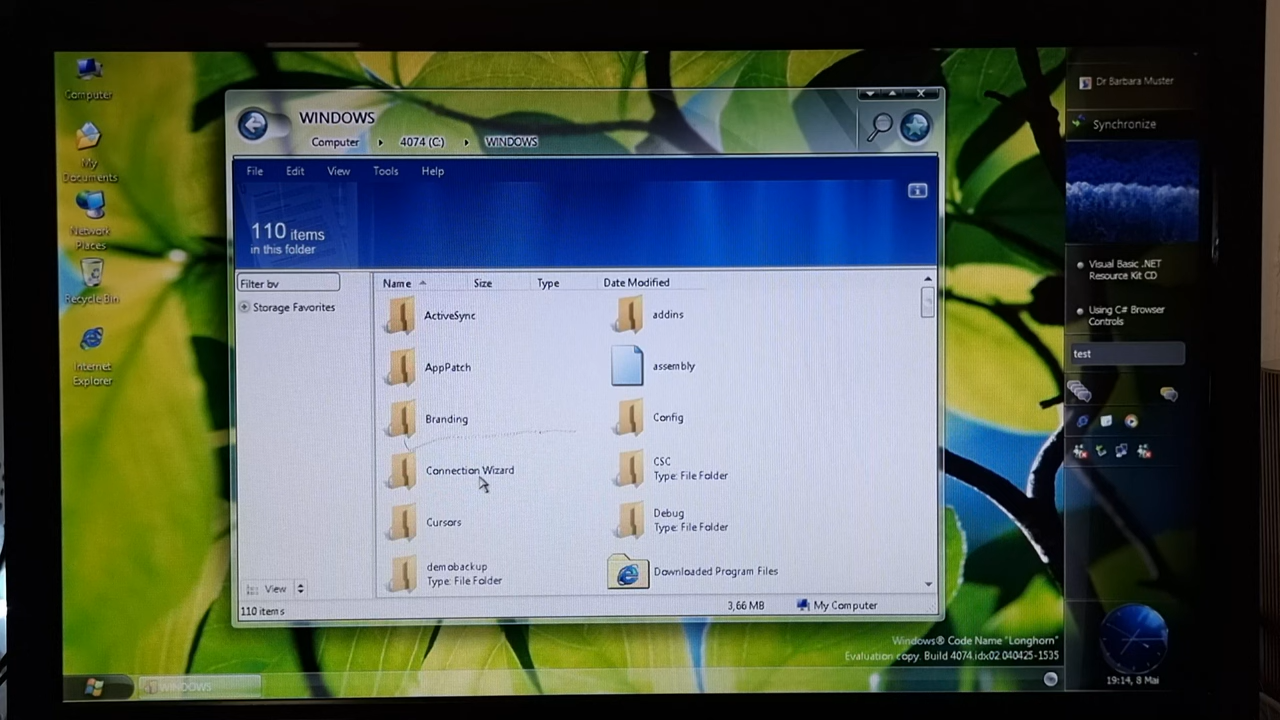 Computer
My
Documents
Network
Places
Recycle Bin
Internet
Explorer
WINDOWS
Computer
4074 (C:)
WINDOWS
File Edit View Tools Help
110 items
in this folder
Filter by
Storage Favorites
Name Size Type Date Modified
ActiveSync
addins
AppPatch
assembly
Branding
Config
Connection Wizard
CSC
Type: File Folder
Cursors
Debug
Type: File Folder
demobackup
Type: File Folder
Downloaded Program Files
View
110 items
3,66 MB
My Computer
Dr Barbara Muster
Synchronize
Visual Basic .NET
Resource Kit CD
Using C# Browser
Controls
test
Windows® Code Name "Longhorn"
Evaluation copy. Build 4074.idx02.040425-1535
WINDOWS
19:14, 8 Mai